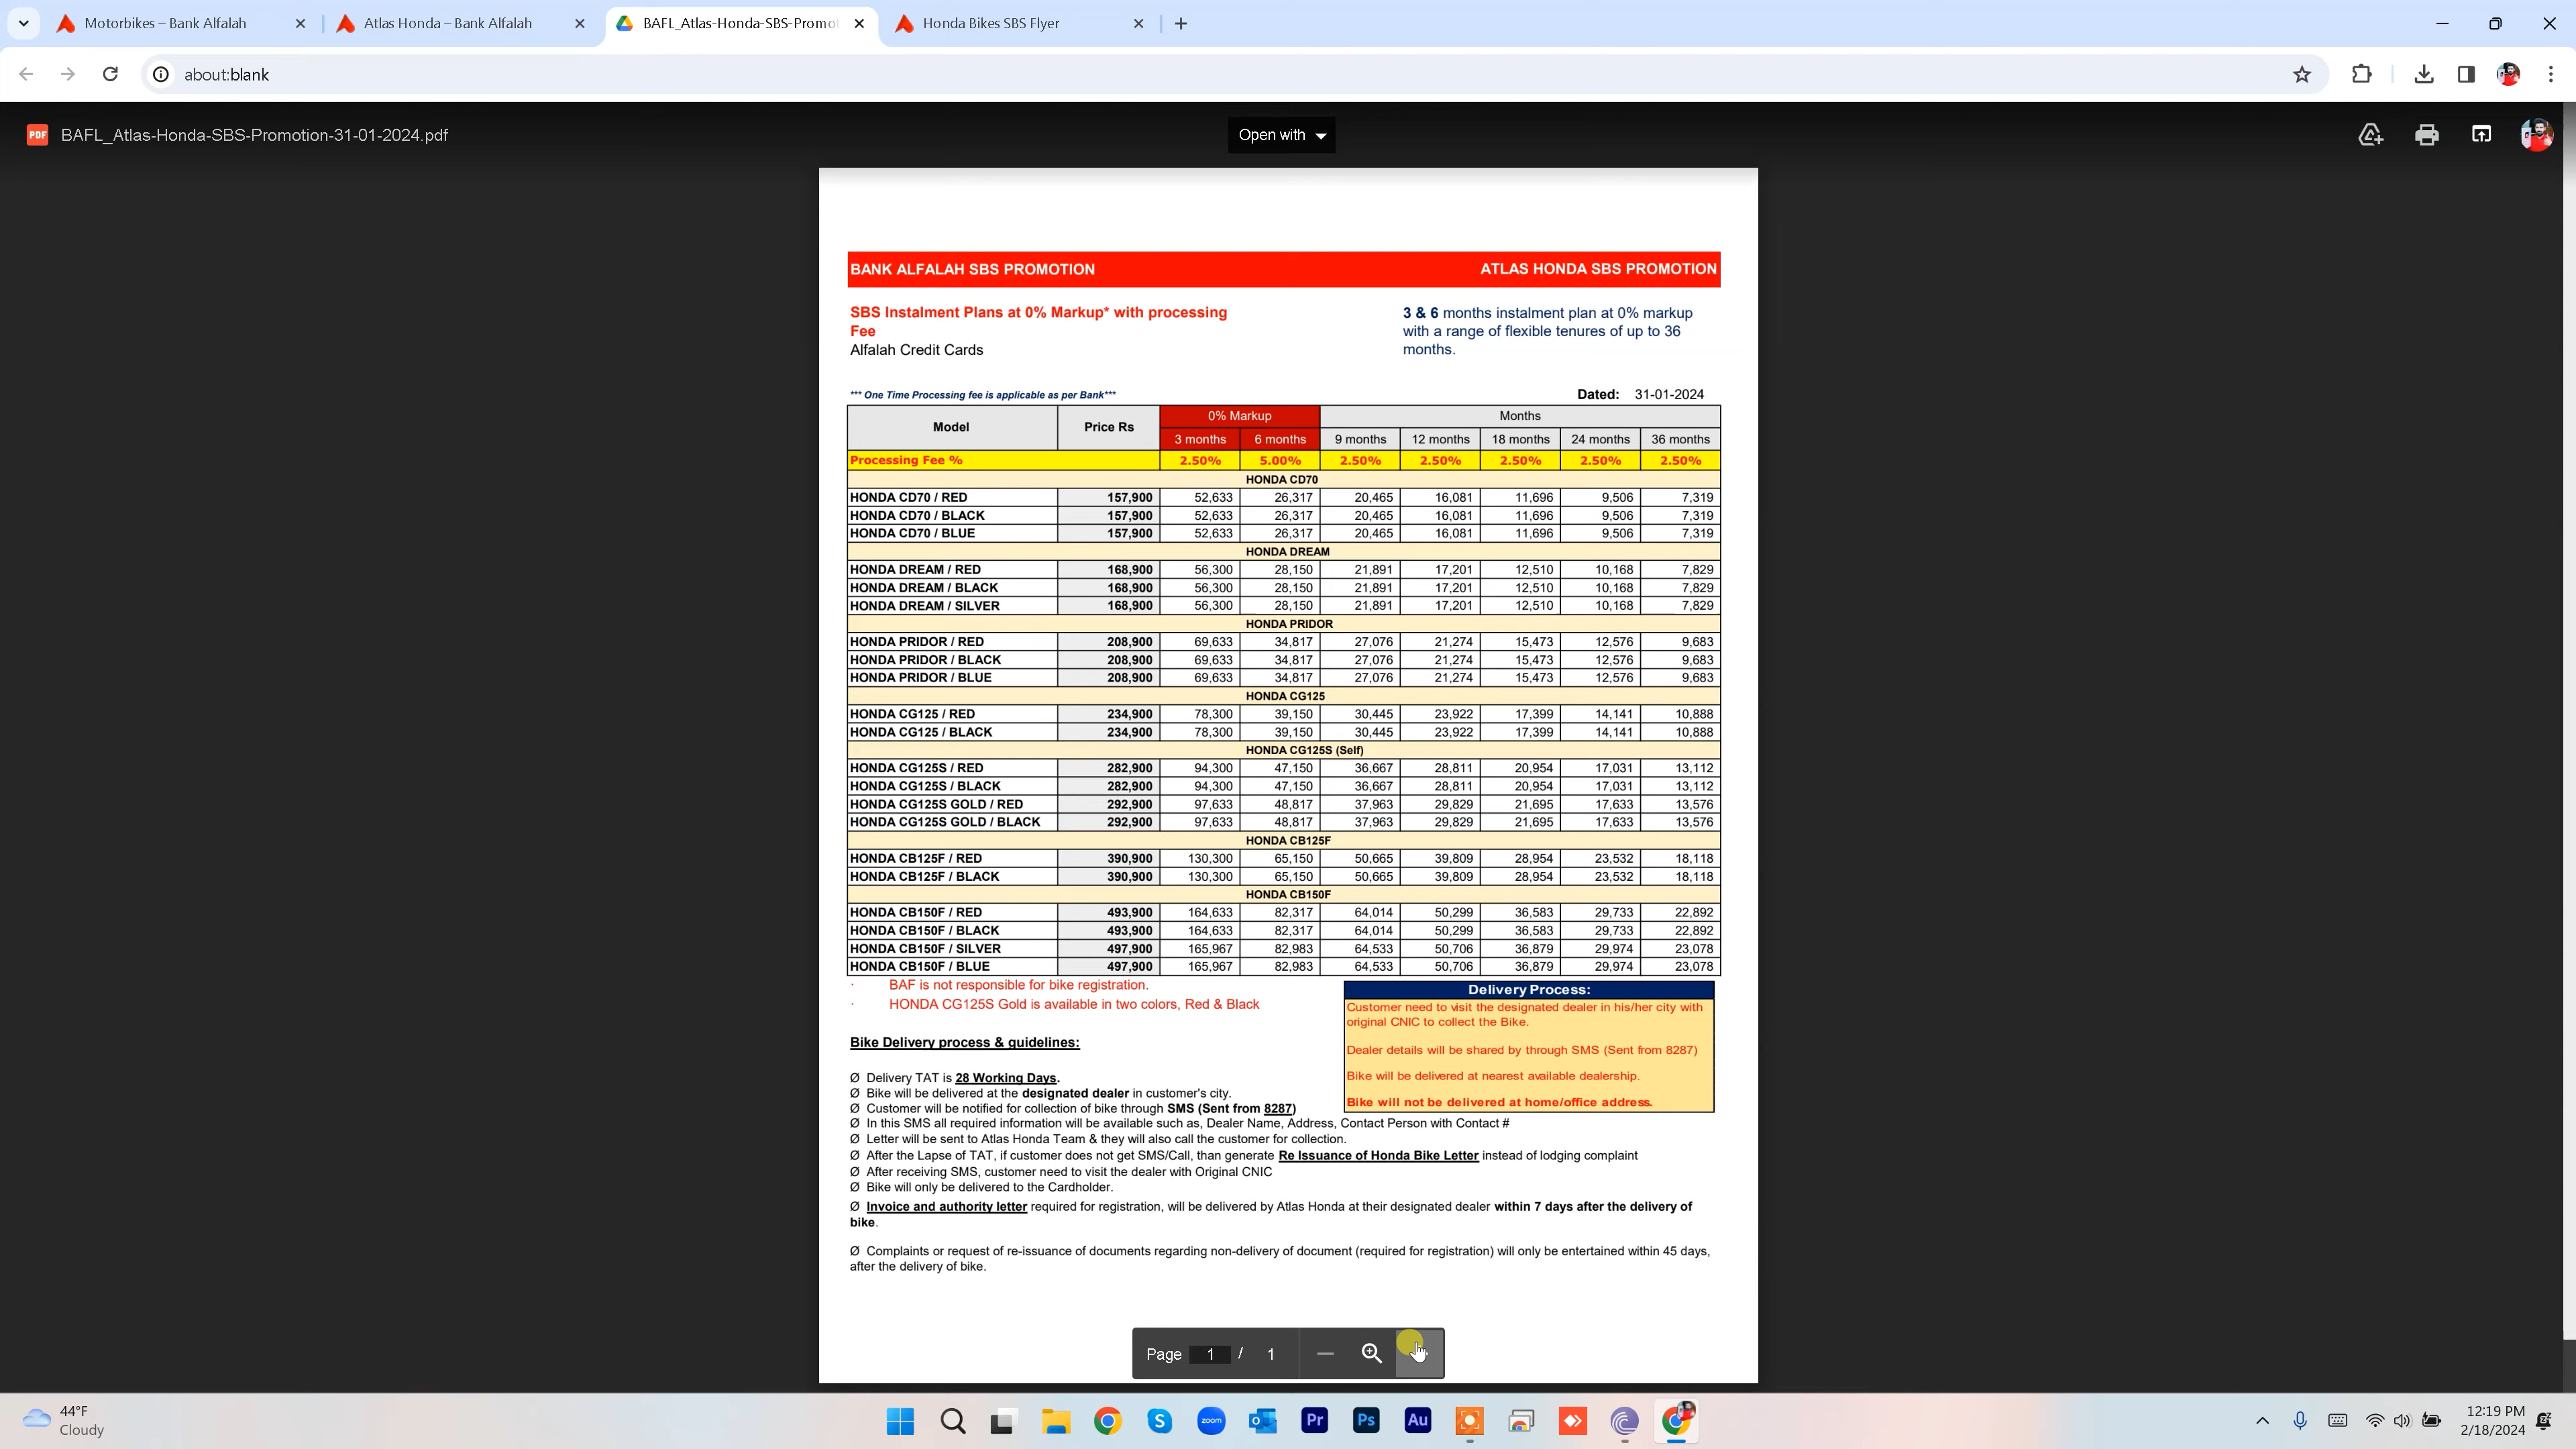 Motorbikes – Bank Alfalah
Atlas Honda – Bank Alfalah
BAFL_Atlas-Honda-SBS-Promo
Honda Bikes SBS Flyer
about:blank
PDF BAFL_Atlas-Honda-SBS-Promotion-31-01-2024.pdf
Open with
BANK ALFALAH SBS PROMOTION ATLAS HONDA SBS PROMOTION
SBS Instalment Plans at 0% Markup* with processing
Fee
Alfalah Credit Cards
3 & 6 months instalment plan at 0% markup
with a range of flexible tenures of up to 36
months.
*** One Time Processing fee is applicable as per Bank***
Dated: 31-01-2024
Model Price Rs 0% Markup Months
3 months 6 months 9 months 12 months 18 months 24 months 36 months
Processing Fee % 2.50% 5.00% 2.50% 2.50% 2.50% 2.50% 2.50%
HONDA CD70
HONDA CD70 / RED 157,900 52,633 26,317 20,465 16,081 11,696 9,506 7,319
HONDA CD70 / BLACK 157,900 52,633 26,317 20,465 16,081 11,696 9,506 7,319
HONDA CD70 / BLUE 157,900 52,633 26,317 20,465 16,081 11,696 9,506 7,319
HONDA DREAM
HONDA DREAM / RED 168,900 56,300 28,150 21,891 17,201 12,510 10,168 7,829
HONDA DREAM / BLACK 168,900 56,300 28,150 21,891 17,201 12,510 10,168 7,829
HONDA DREAM / SILVER 168,900 56,300 28,150 21,891 17,201 12,510 10,168 7,829
HONDA PRIDOR
HONDA PRIDOR / RED 208,900 69,633 34,817 27,076 21,274 15,473 12,576 9,683
HONDA PRIDOR / BLACK 208,900 69,633 34,817 27,076 21,274 15,473 12,576 9,683
HONDA PRIDOR / BLUE 208,900 69,633 34,817 27,076 21,274 15,473 12,576 9,683
HONDA CG125
HONDA CG125 / RED 234,900 78,300 39,150 30,445 23,922 17,399 14,141 10,888
HONDA CG125 / BLACK 234,900 78,300 39,150 30,445 23,922 17,399 14,141 10,888
HONDA CG125S (Self)
HONDA CG125S / RED 282,900 94,300 47,150 36,667 28,811 20,954 17,031 13,112
HONDA CG125S / BLACK 282,900 94,300 47,150 36,667 28,811 20,954 17,031 13,112
HONDA CG125S GOLD / RED 292,900 97,633 48,817 37,963 29,829 21,695 17,633 13,576
HONDA CG125S GOLD / BLACK 292,900 97,633 48,817 37,963 29,829 21,695 17,633 13,576
HONDA CB125F
HONDA CB125F / RED 390,900 130,300 65,150 50,665 39,809 28,954 23,532 18,118
HONDA CB125F / BLACK 390,900 130,300 65,150 50,665 39,809 28,954 23,532 18,118
HONDA CB150F
HONDA CB150F / RED 493,900 164,633 82,317 64,014 50,299 36,583 29,733 22,892
HONDA CB150F / BLACK 493,900 164,633 82,317 64,014 50,299 36,583 29,733 22,892
HONDA CB150F / SILVER 497,900 165,967 82,983 64,533 50,706 36,879 29,974 23,078
HONDA CB150F / BLUE 497,900 165,967 82,983 64,533 50,706 36,879 29,974 23,078
· BAF is not responsible for bike registration.
· HONDA CG125S Gold is available in two colors, Red & Black
Delivery Process:
Customer need to visit the designated dealer in his/her city with
original CNIC to collect the Bike.
Dealer details will be shared by through SMS (Sent from 8287)
Bike will be delivered at nearest available dealership.
Bike will not be delivered at home/office address.
Bike Delivery process & guidelines:
Ø Delivery TAT is 28 Working Days.
Ø Bike will be delivered at the designated dealer in customer's city.
Ø Customer will be notified for collection of bike through SMS (Sent from 8287)
Ø In this SMS all required information will be available such as, Dealer Name, Address, Contact Person with Contact #
Ø Letter will be sent to Atlas Honda Team & they will also call the customer for collection.
Ø After the Lapse of TAT, if customer does not get SMS/Call, than generate Re Issuance of Honda Bike Letter instead of lodging complaint
Ø After receiving SMS, customer need to visit the dealer with Original CNIC
Ø Bike will only be delivered to the Cardholder.
Ø Invoice and authority letter required for registration, will be delivered by Atlas Honda at their designated dealer within 7 days after the delivery of
bike.
Ø Complaints or request of re-issuance of documents regarding non-delivery of document (required for registration) will only be entertained within 45 days,
after the delivery of bike.
Page 1 / 1
44°F
Cloudy
zoom
Pr
Ps
Au
12:19 PM
2/18/2024